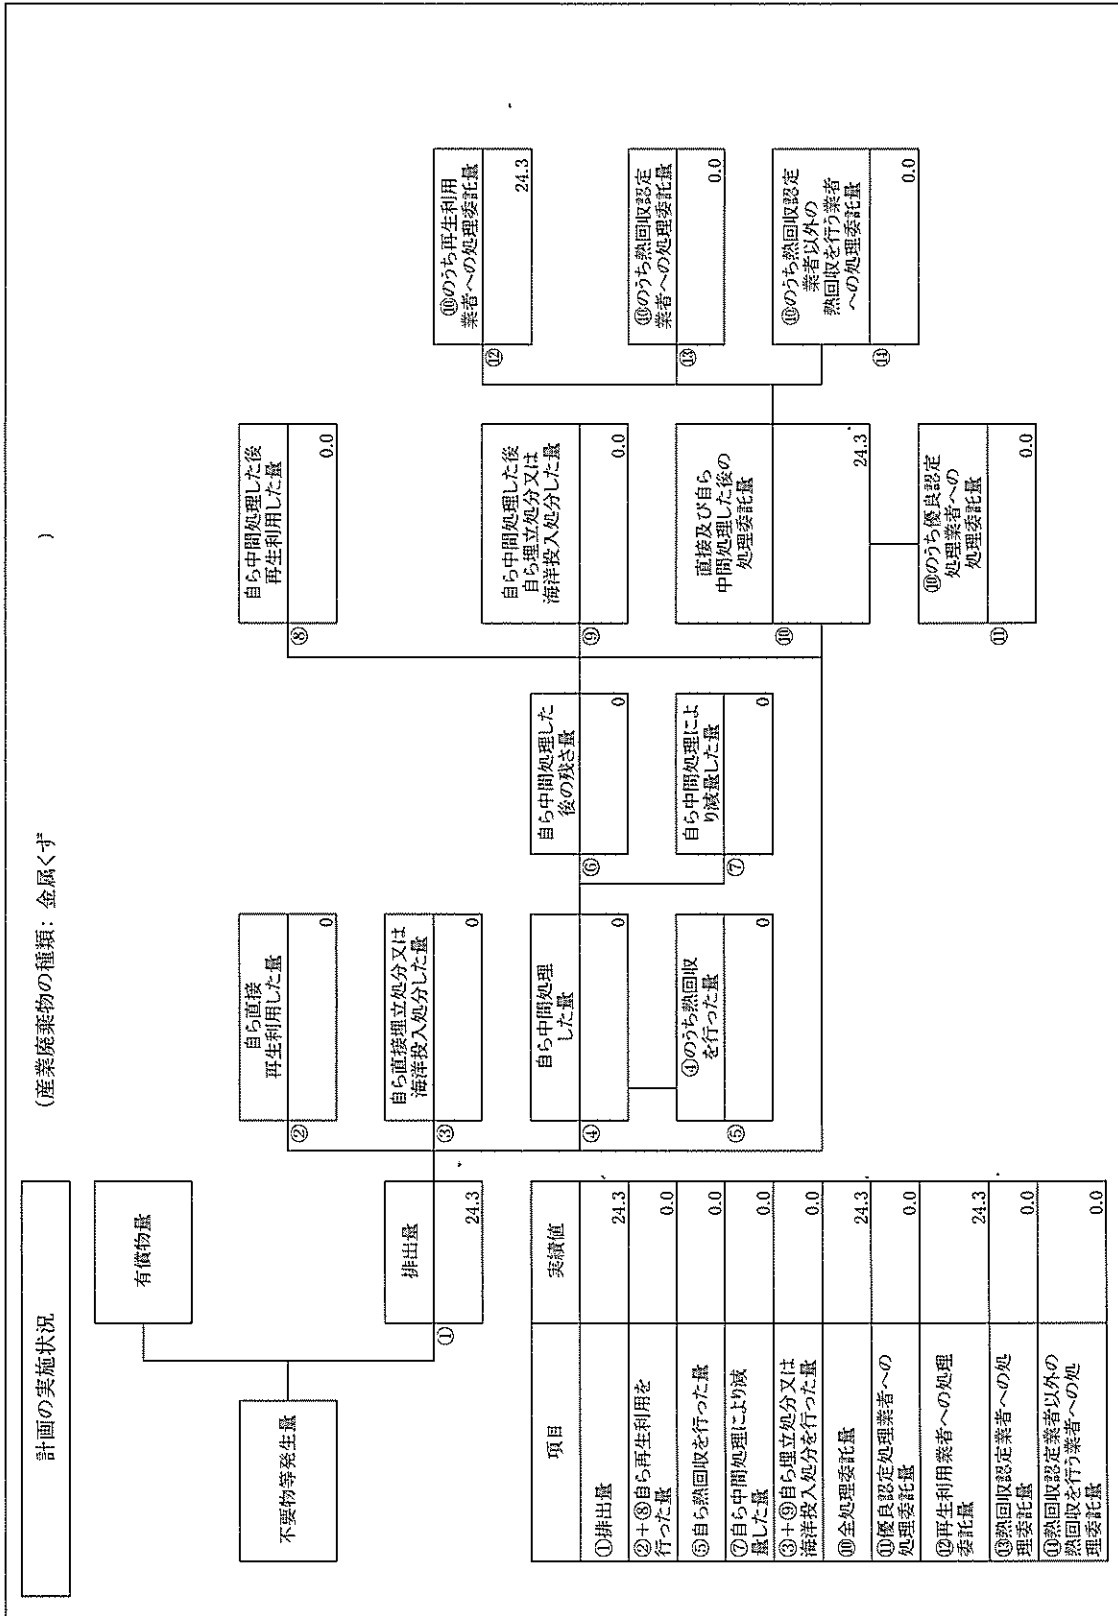 計画の実施状況
(産業廃棄物の種類: 金属くず
)
不要物等発生量
有償物量
①
排出量
24.3
②
自ら直接
再生利用した量
0
③
自ら直接埋立処分又は
海洋投入処分した量
0
④
自ら中間処理
した量
0
⑤
④のうち熱回収
を行った量
0
⑥
自ら中間処理した
後の残さ量
0
⑦
自ら中間処理によ
り減量した量
0
⑧
自ら中間処理した後
再生利用した量
0.0
⑨
自ら中間処理した後
自ら埋立処分又は
海洋投入処分した量
0.0
⑩
直接及び自ら
中間処理した後の
処理委託量
24.3
⑪
⑩のうち優良認定
処理業者への
処理委託量
0.0
⑫
⑩のうち再生利用
業者への処理委託量
24.3
⑬
⑩のうち熱回収認定
業者への処理委託量
0.0
⑭
⑩のうち熱回収認定
業者以外の
熱回収を行う業者
への処理委託量
0.0
項目 実績値
①排出量 24.3
②+⑧自ら再生利用を
行った量 0.0
⑤自ら熱回収を行った量 0.0
⑦自ら中間処理により減
量した量 0.0
③+⑨自ら埋立処分又は
海洋投入処分を行った量 0.0
⑩全処理委託量 24.3
⑪優良認定処理業者への
処理委託量 0.0
⑫再生利用業者への処理
委託量 24.3
⑬熱回収認定業者への処
理委託量 0.0
⑭熱回収認定業者以外の
熱回収を行う業者への処
理委託量 0.0